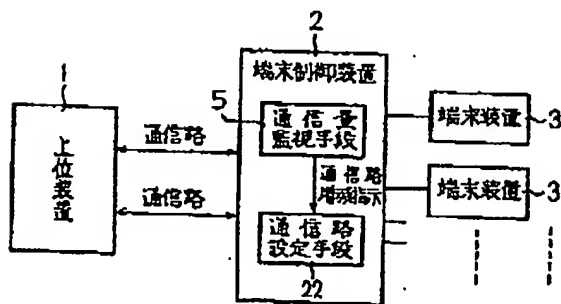 1
上位装置
通信路
通信路
2
端末制御装置
5
通信量
監視手段
通信路
増減指示
通信路
設定手段
22
端末装置
3
端末装置
3